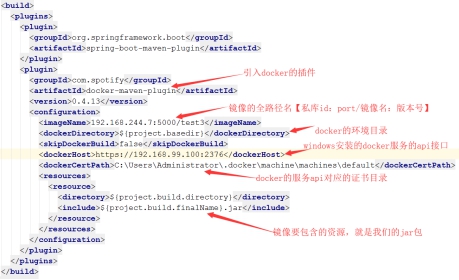 <build>
<plugins>
<plugin>
<groupId>org.springframework.boot</groupId>
<artifactId>spring-boot-maven-plugin</artifactId>
</plugin>
<plugin>
<groupId>com.spotify</groupId>
引入docker的插件
<artifactId>docker-maven-plugin</artifactId>
<version>0.4.13</version>
镜像的全路径名【私库id: port/镜像名：版本号】
<configuration>
<imageName>192.168.244.7:5000/test3</imageName>
<dockerDirectory>${project.basedir}</dockerDirectory>
docker的环境目录
<skipDockerBuild>false</skipDockerBuild>
windows安装的docker服务的api接口
<dockerHost>https://192.168.99.100:2376</dockerHost>
<dockerCertPath>C:\Users\Administrator\.docker\machine\machines\default</dockerCertPath>
<resources>
docker的服务api对应的证书目录
<resource>
<directory>${project.build.directory}</directory>
<include>${project.build.finalName}.jar</include>
</resource>
镜像要包含的资源，就是我们的jar包
</resources>
</configuration>
</plugin>
</plugins>
</build>